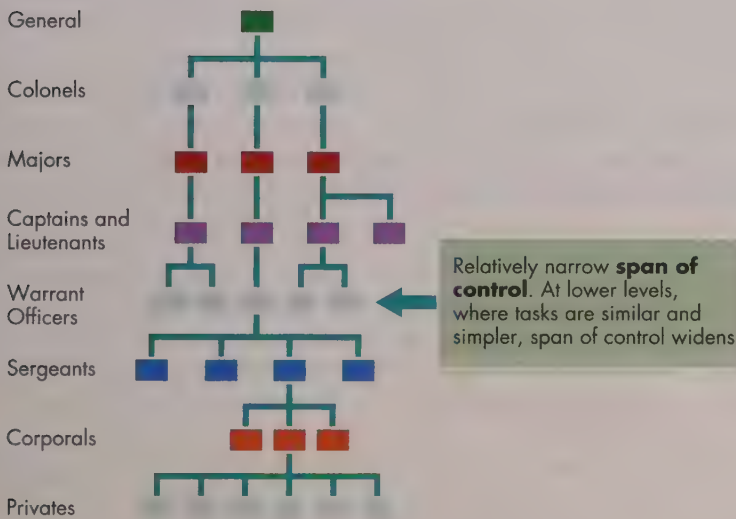 General
Colonels
Majors
Captains and
Lieutenants
Warrant
Officers
Relatively narrow span of
control. At lower levels,
where tasks are similar and
simpler, span of control widens
Sergeants
Corporals
Privates